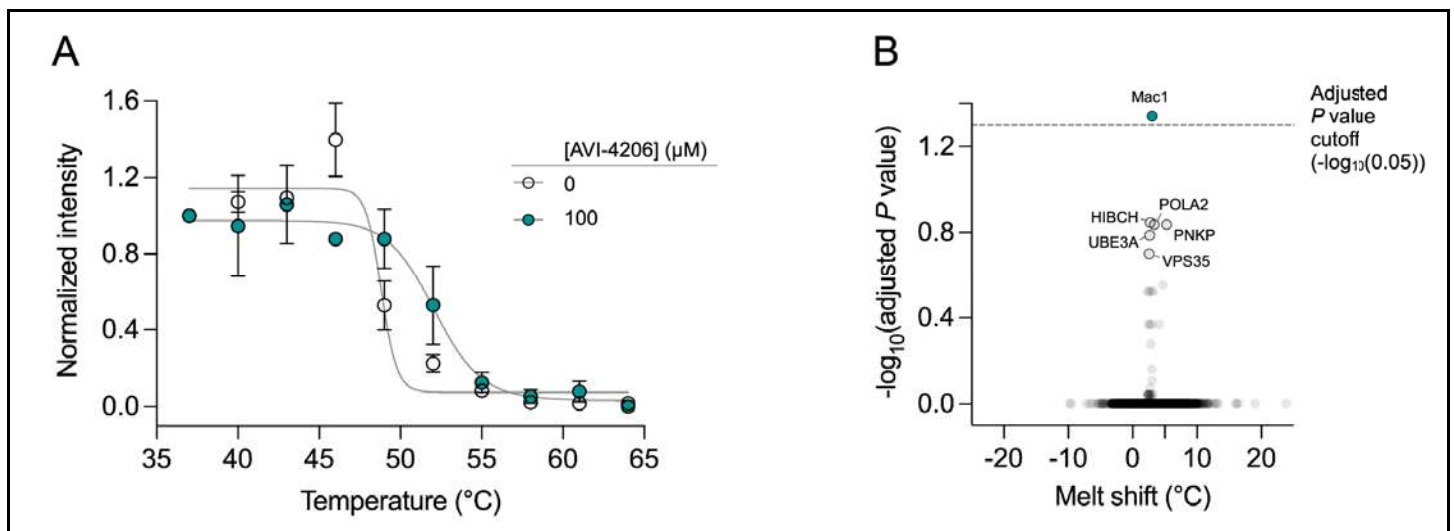 A
Normalized intensity
1.6
1.2
0.8
0.4
0.0
35 40 45 50 55 60 65
Temperature (°C)
[AVI-4206] (μM)
0
100
B
-log10(adjusted P value)
1.2
0.8
0.4
0.0
-20 -10 0 10 20
Melt shift (°C)
Mac1
HIBCH
POLA2
UBE3A
PNKP
VPS35
Adjusted
P value
cutoff
(-log10(0.05))